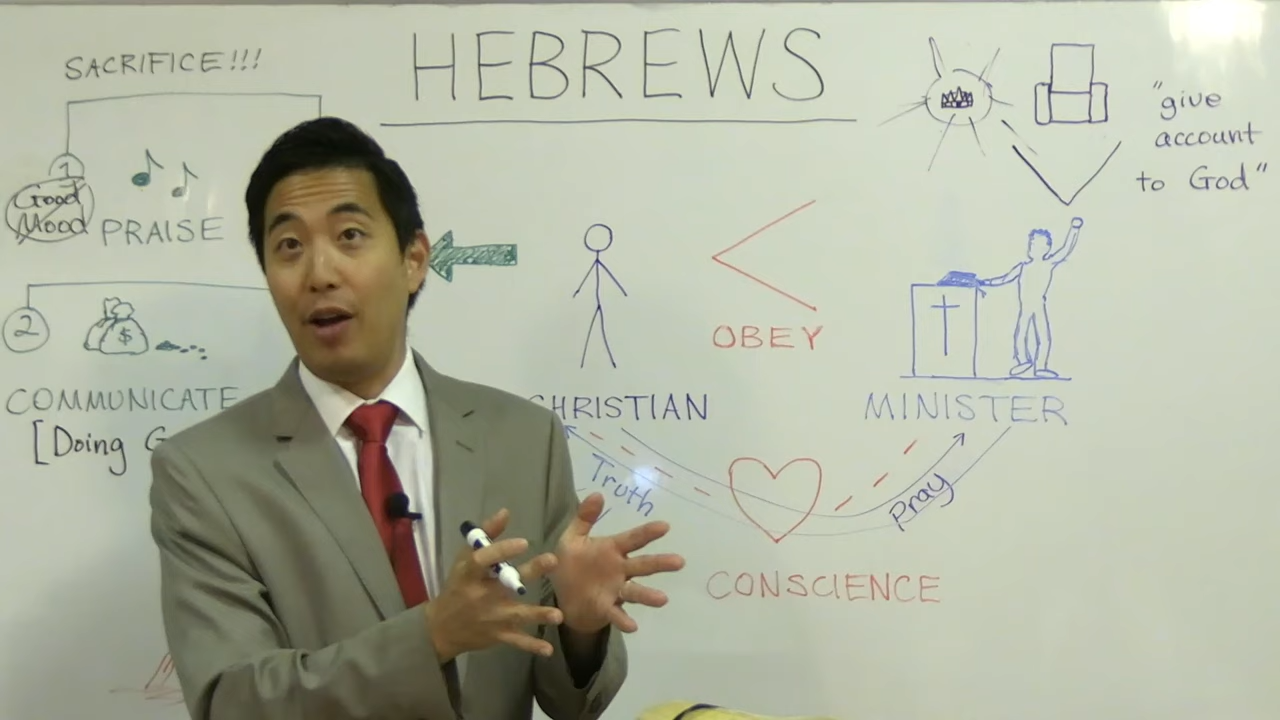 HEBREWS
SACRIFICE!!!
1
Good
Mood
PRAISE
2
$
COMMUNICATE
[Doing G
CHRISTIAN
OBEY
MINISTER
"give
account
to God"
Truth
Pray
CONSCIENCE